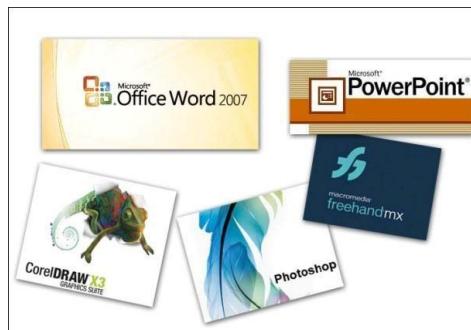 Microsoft®
Office Word 2007
Microsoft®
PowerPoint®
macromedia®
freehandmx
CorelDRAW® X3
GRAPHICS SUITE
Photoshop